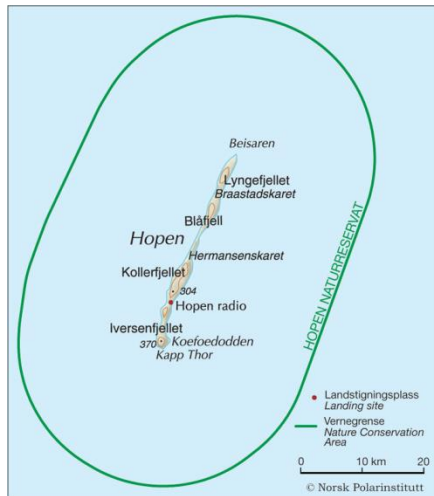 Beisaren
Lyngefjellet
Braastadskaret
Blåfjell
Hopen
Hermansenskaret
Kollerfjellet
304
Hopen radio
Iversenfjellet
370
Koefoedodden
Kapp Thor
HOPEN NATURRESERVAT
Landstigningsplass
Landing site
Vernegrense
Nature Conservation
Area
0 10 km 20
© Norsk Polarinstitutt